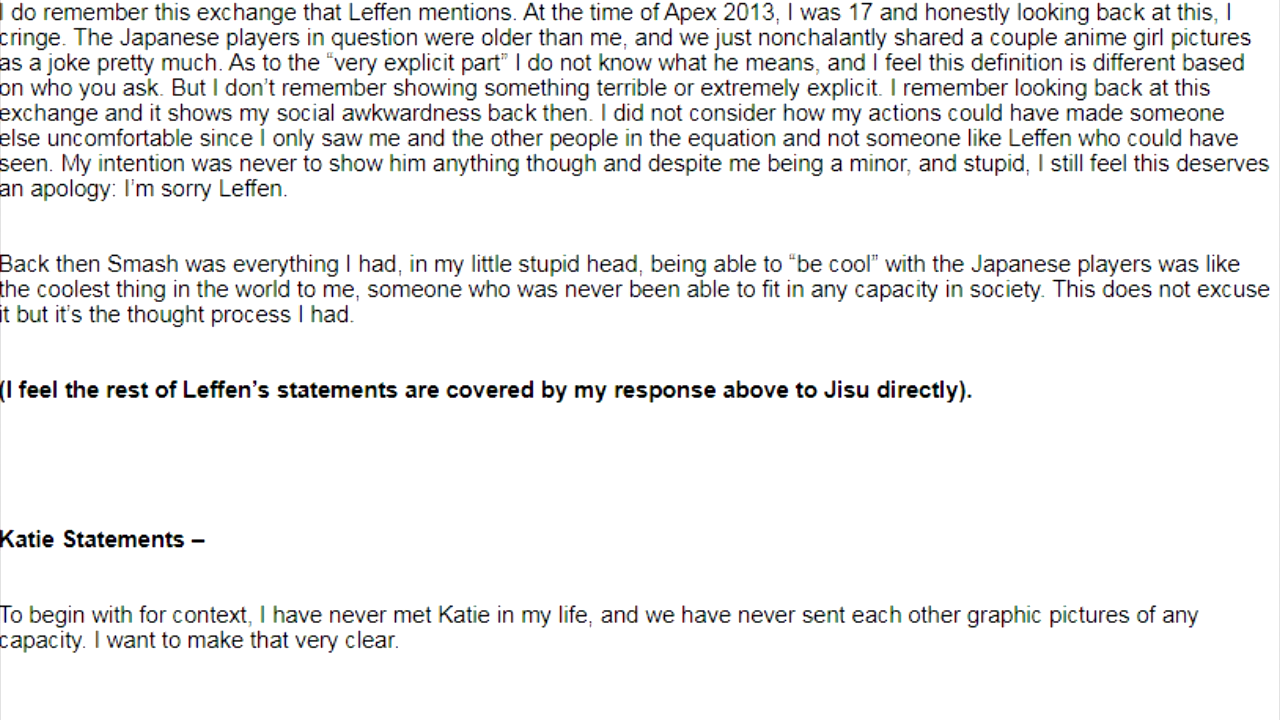 I do remember this exchange that Leffen mentions. At the time of Apex 2013, I was 17 and honestly looking back at this, I
cringe. The Japanese players in question were older than me, and we just nonchalantly shared a couple anime girl pictures
as a joke pretty much. As to the “very explicit part” I do not know what he means, and I feel this definition is different based
on who you ask. But I don’t remember showing something terrible or extremely explicit. I remember looking back at this
exchange and it shows my social awkwardness back then. I did not consider how my actions could have made someone
else uncomfortable since I only saw me and the other people in the equation and not someone like Leffen who could have
seen. My intention was never to show him anything though and despite me being a minor, and stupid, I still feel this deserves
an apology: I’m sorry Leffen.
Back then Smash was everything I had, in my little stupid head, being able to “be cool” with the Japanese players was like
the coolest thing in the world to me, someone who was never been able to fit in any capacity in society. This does not excuse
it but it’s the thought process I had.
(I feel the rest of Leffen’s statements are covered by my response above to Jisu directly).
Katie Statements –
To begin with for context, I have never met Katie in my life, and we have never sent each other graphic pictures of any
capacity. I want to make that very clear.